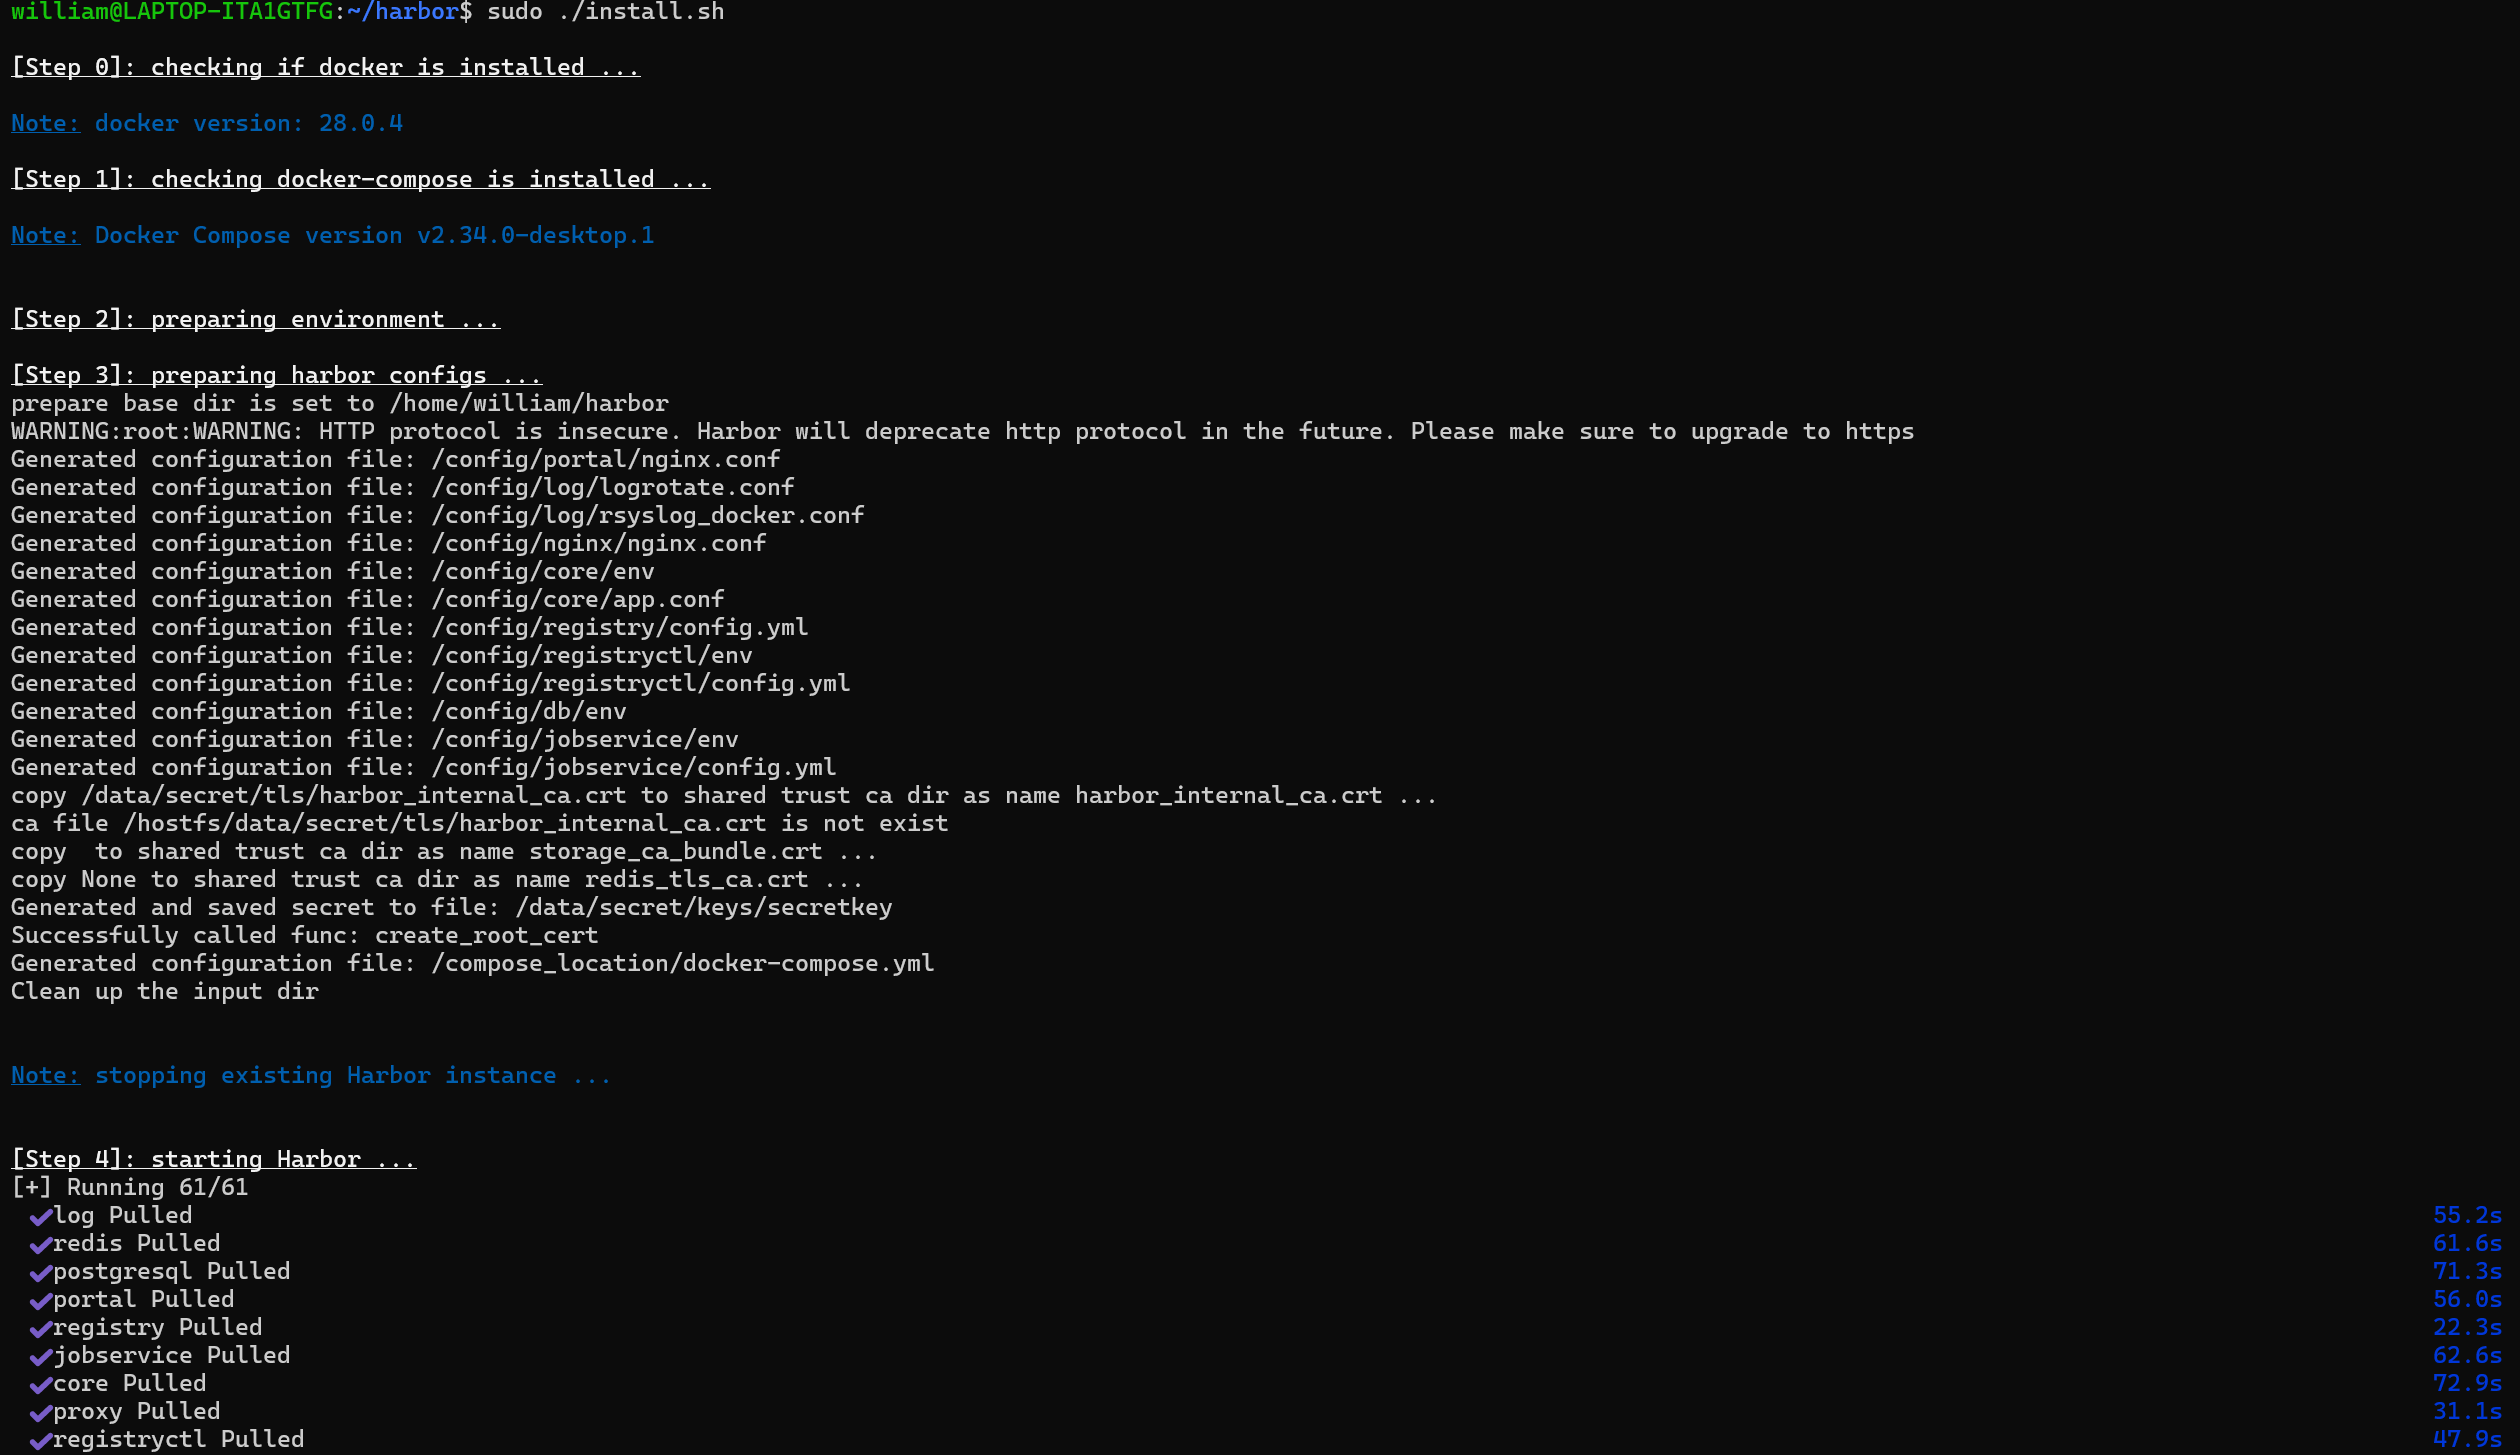 william@LAPTOP-ITA1GTFG:~/harbor$ sudo ./install.sh
[Step 0]: checking if docker is installed ...
Note: docker version: 28.0.4
[Step 1]: checking docker-compose is installed ...
Note: Docker Compose version v2.34.0-desktop.1
[Step 2]: preparing environment ...
[Step 3]: preparing harbor configs ...
prepare base dir is set to /home/william/harbor
WARNING:root:WARNING: HTTP protocol is insecure. Harbor will deprecate http protocol in the future. Please make sure to upgrade to https
Generated configuration file: /config/portal/nginx.conf
Generated configuration file: /config/log/logrotate.conf
Generated configuration file: /config/log/rsyslog_docker.conf
Generated configuration file: /config/nginx/nginx.conf
Generated configuration file: /config/core/env
Generated configuration file: /config/core/app.conf
Generated configuration file: /config/registry/config.yml
Generated configuration file: /config/registryctl/env
Generated configuration file: /config/registryctl/config.yml
Generated configuration file: /config/db/env
Generated configuration file: /config/jobservice/env
Generated configuration file: /config/jobservice/config.yml
copy /data/secret/tls/harbor_internal_ca.crt to shared trust ca dir as name harbor_internal_ca.crt ...
ca file /hostfs/data/secret/tls/harbor_internal_ca.crt is not exist
copy  to shared trust ca dir as name storage_ca_bundle.crt ...
copy None to shared trust ca dir as name redis_tls_ca.crt ...
Generated and saved secret to file: /data/secret/keys/secretkey
Successfully called func: create_root_cert
Generated configuration file: /compose_location/docker-compose.yml
Clean up the input dir
Note: stopping existing Harbor instance ...
[Step 4]: starting Harbor ...
[+] Running 61/61
✔log Pulled 55.2s
✔redis Pulled 61.6s
✔postgresql Pulled 71.3s
✔portal Pulled 56.0s
✔registry Pulled 22.3s
✔jobservice Pulled 62.6s
✔core Pulled 72.9s
✔proxy Pulled 31.1s
✔registryctl Pulled 47.9s